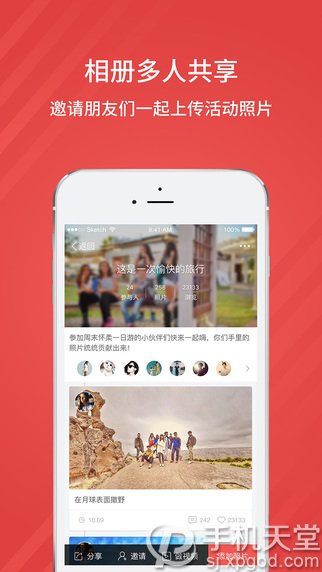 相册多人共享
邀请朋友们一起上传活动照片
Sketch
9:41 AM
100%
返回
这是一次愉快的旅行
24 258 23133
参与人 照片 浏览
参加周末怀柔一日游的小伙伴们快来一起嗨，你们手里的
照片统统贡献出来！
在月球表面撒野
10.09 242 23133
分享 邀请 做视频 添加照片
手机天堂
sjxphome.com